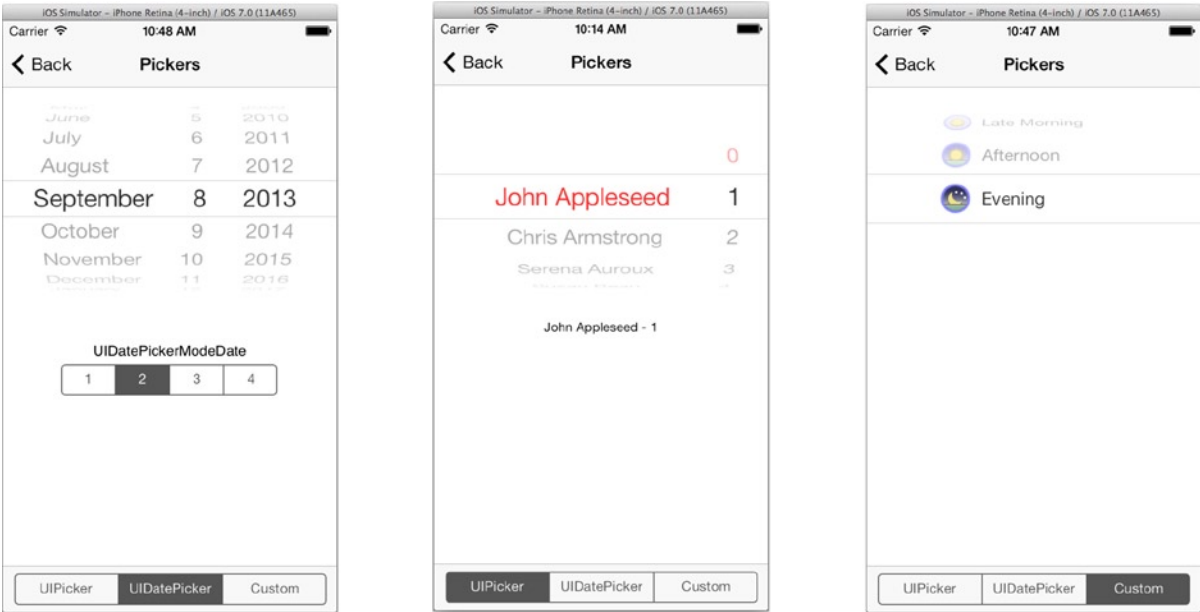 iOS Simulator – iPhone Retina (4-inch) / iOS 7.0 (11A465)
Carrier 10:48 AM
Back Pickers
June 5 2010
July 6 2011
August 7 2012
September 8 2013
October 9 2014
November 10 2015
December 11 2016
UIDatePickerModeDate
1 2 3 4
UIPicker UIDatePicker Custom
iOS Simulator – iPhone Retina (4-inch) / iOS 7.0 (11A465)
Carrier 10:14 AM
Back Pickers
0
John Appleseed 1
Chris Armstrong 2
Serena Auroux 3
John Appleseed - 1
UIPicker UIDatePicker Custom
iOS Simulator – iPhone Retina (4-inch) / iOS 7.0 (11A465)
Carrier 10:47 AM
Back Pickers
Late Morning
Afternoon
Evening
UIPicker UIDatePicker Custom